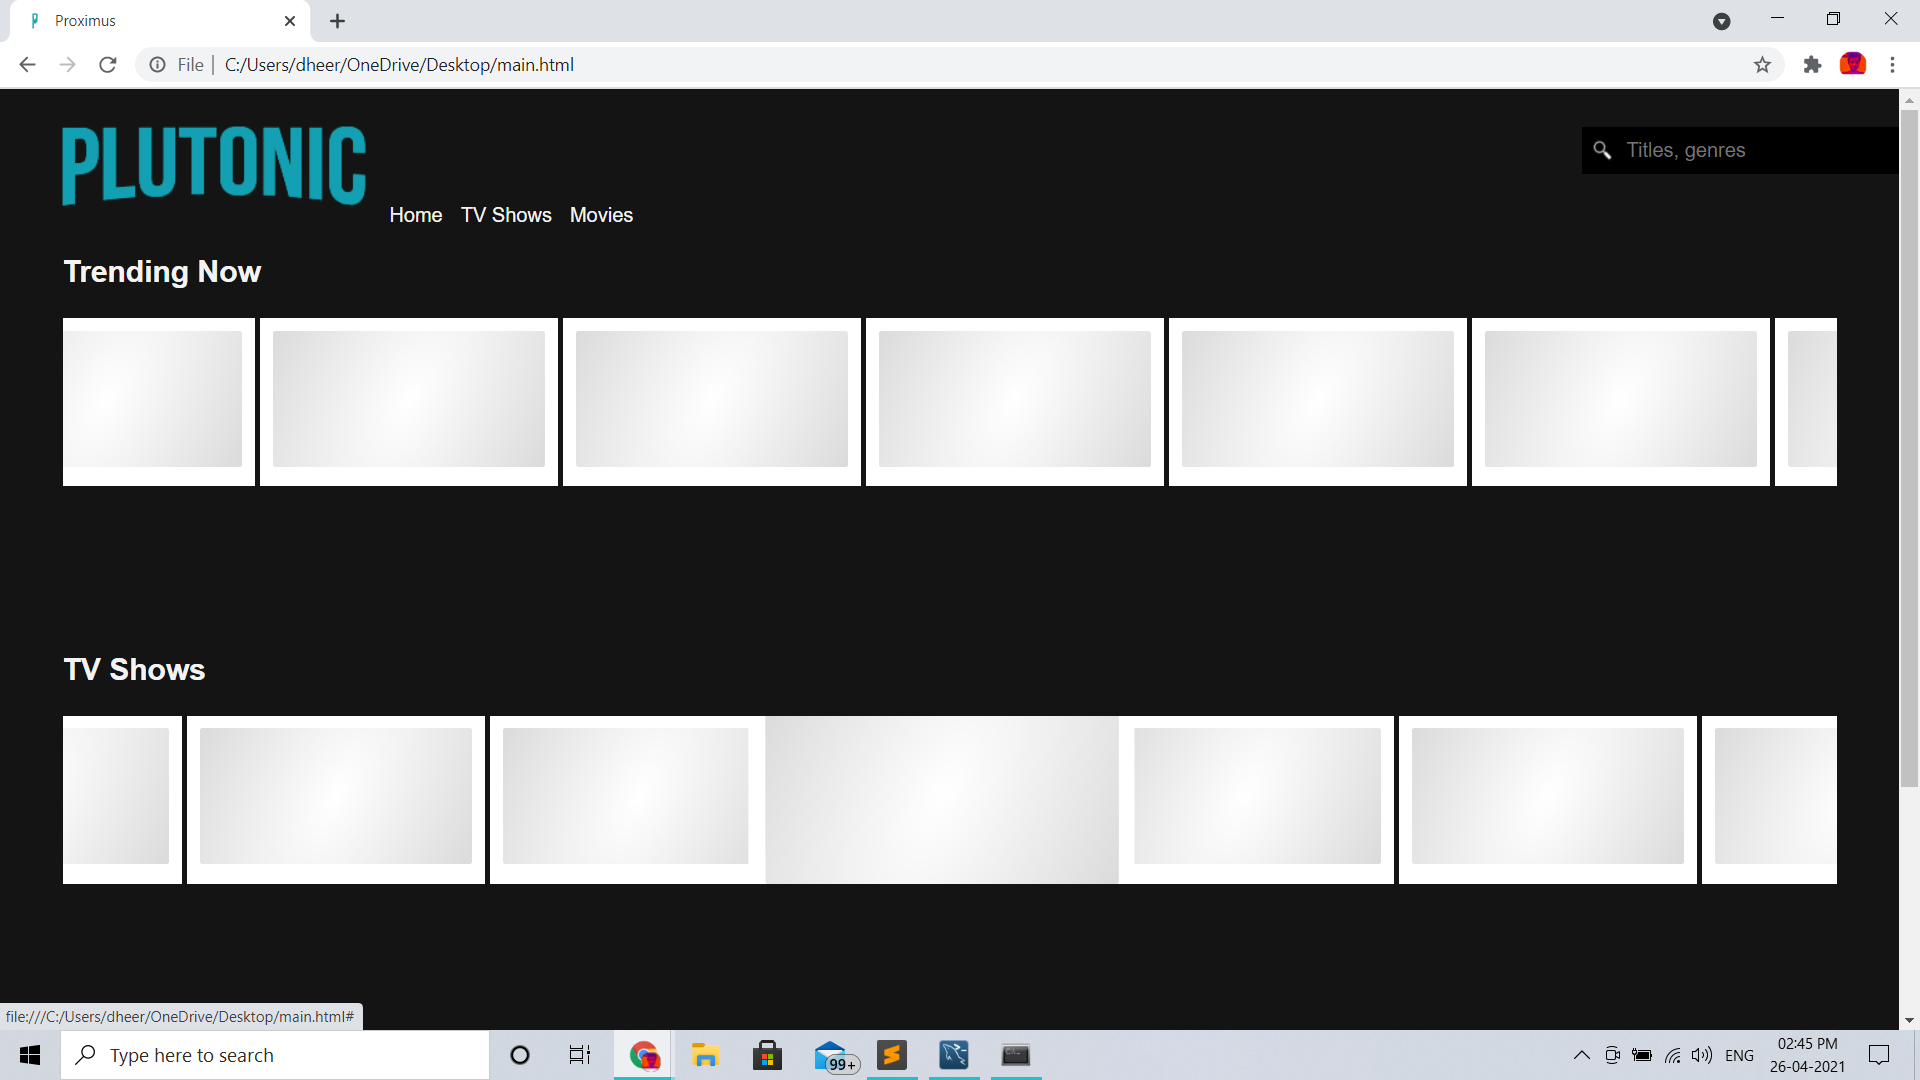 Proximus
File
C:/Users/dheer/OneDrive/Desktop/main.html
PLUTONIC
Titles, genres
Home TV Shows Movies
Trending Now
TV Shows
file:///C:/Users/dheer/OneDrive/Desktop/main.html#
Type here to search
99+
ENG
02:45 PM
26-04-2021